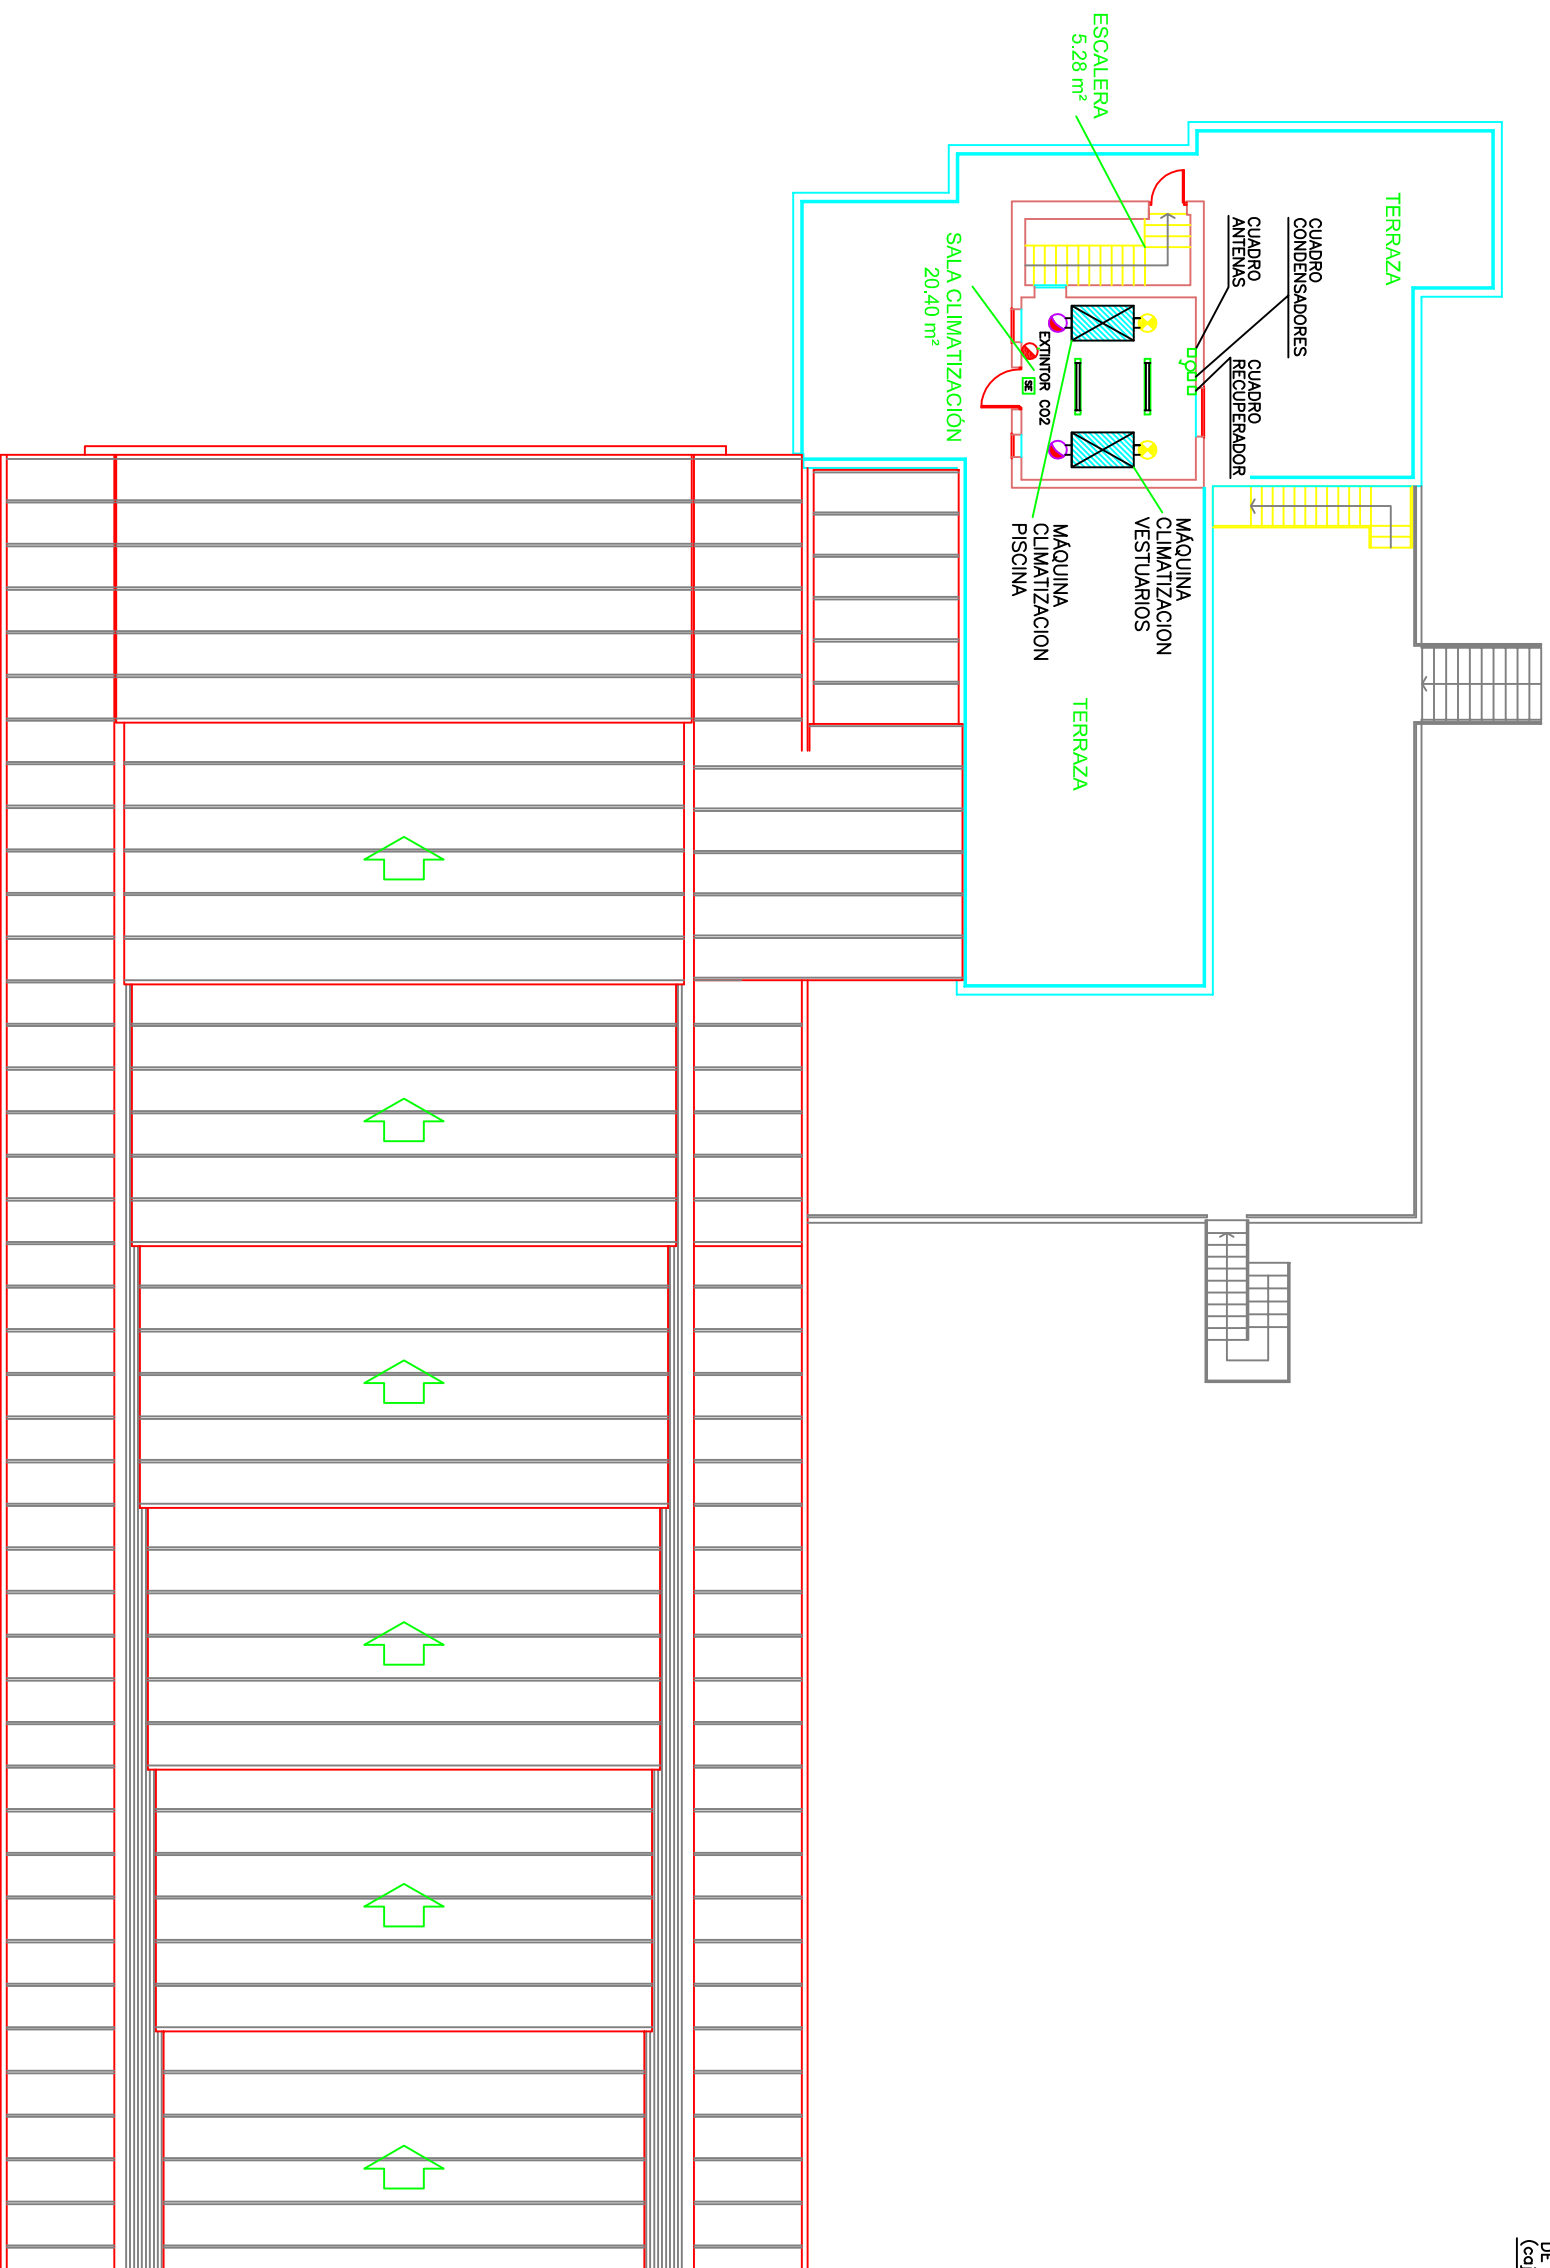 ESCALERA
5.28 m²
TERRAZA
CUADRO
CONDENSADORES
CUADRO
ANTENAS
CUADRO
RECUPERADOR
SALA CLIMATIZACIÓN
20,40 m²
EXTINTOR CO2
SE
MÁQUINA
CLIMATIZACION
VESTUARIOS
MÁQUINA
CLIMATIZACION
PISCINA
TERRAZA